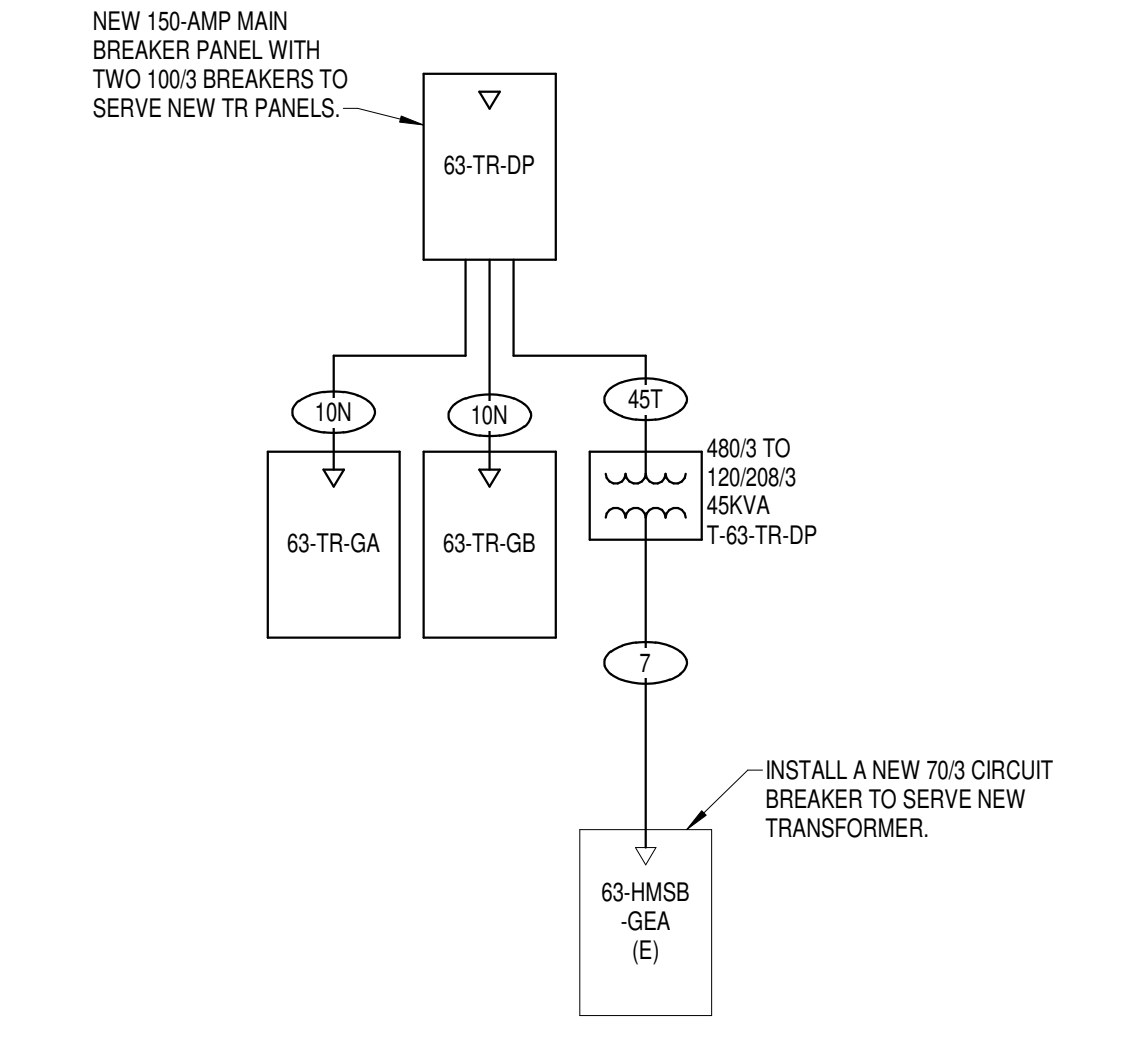 NEW 150-AMP MAIN
BREAKER PANEL WITH
TWO 100/3 BREAKERS TO
SERVE NEW TR PANELS.
63-TR-DP
10N
10N
45T
480/3 TO
120/208/3
45KVA
T-63-TR-DP
63-TR-GA
63-TR-GB
7
INSTALL A NEW 70/3 CIRCUIT
BREAKER TO SERVE NEW
TRANSFORMER.
63-HMSB
-GEA
(E)